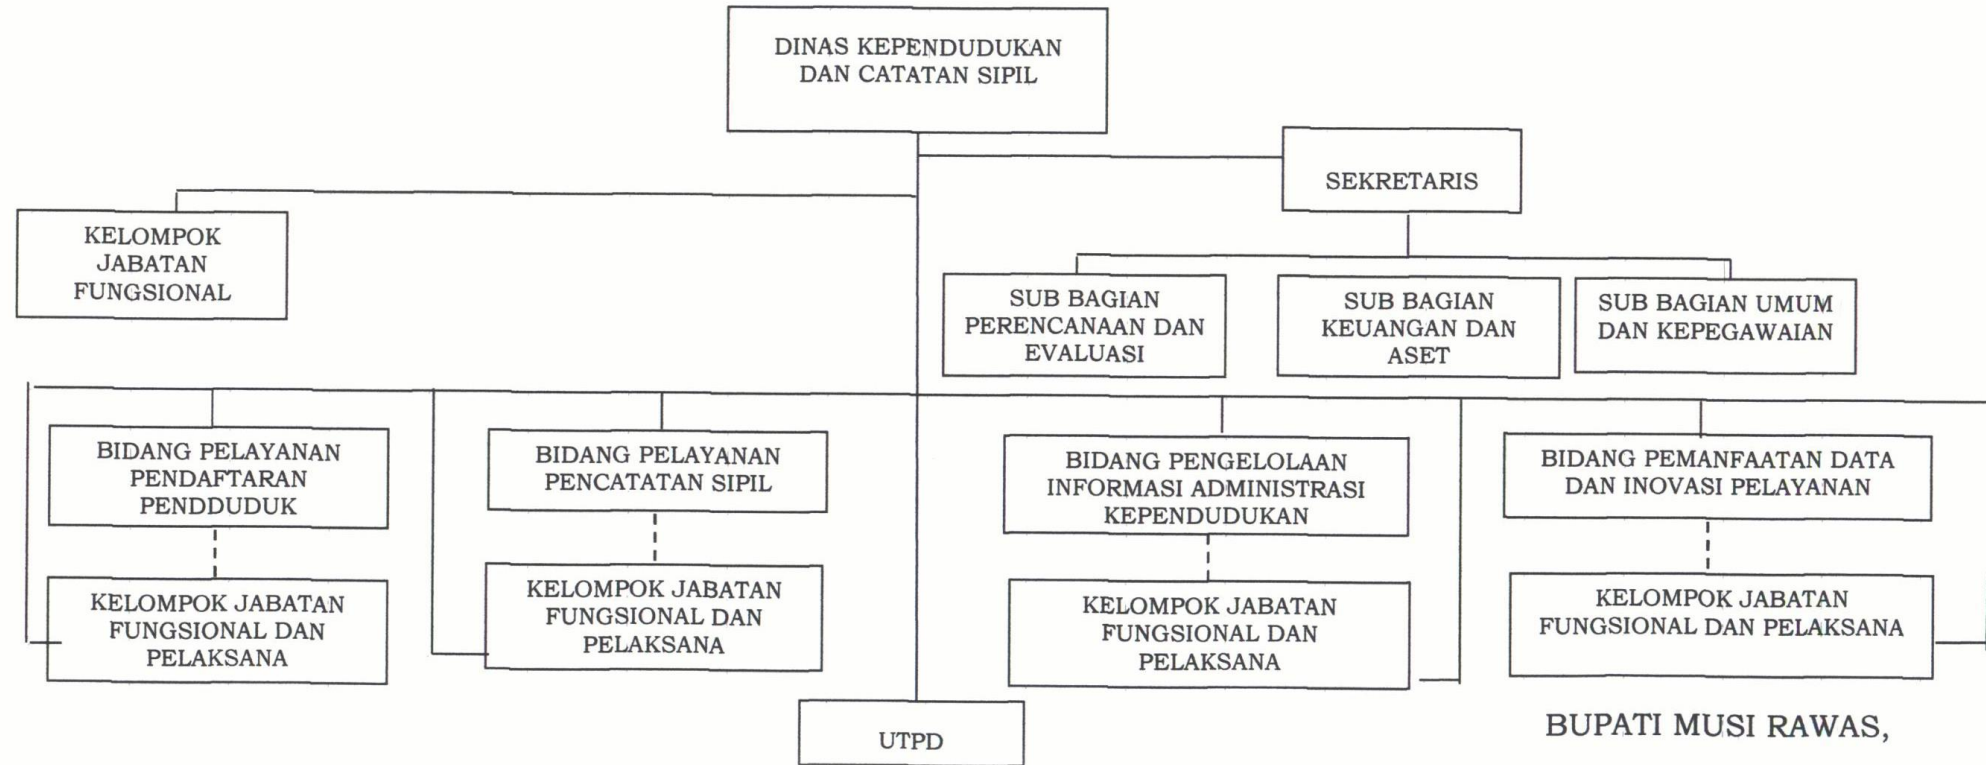 DINAS KEPENDUDUKAN
DAN CATATAN SIPIL
SEKRETARIS
KELOMPOK
JABATAN
FUNGSIONAL
SUB BAGIAN
PERENCANAAN DAN
EVALUASI
SUB BAGIAN
KEUANGAN DAN
ASET
SUB BAGIAN UMUM
DAN KEPEGAWAIAN
BIDANG PELAYANAN
PENDAFTARAN
PENDDUDUK
BIDANG PELAYANAN
PENCATATAN SIPIL
BIDANG PENGELOLAAN
INFORMASI ADMINISTRASI
KEPENDUDUKAN
BIDANG PEMANFAATAN DATA
DAN INOVASI PELAYANAN
KELOMPOK JABATAN
FUNGSIONAL DAN
PELAKSANA
KELOMPOK JABATAN
FUNGSIONAL DAN
PELAKSANA
KELOMPOK JABATAN
FUNGSIONAL DAN
PELAKSANA
KELOMPOK JABATAN
FUNGSIONAL DAN PELAKSANA
UTPD
BUPATI MUSI RAWAS,